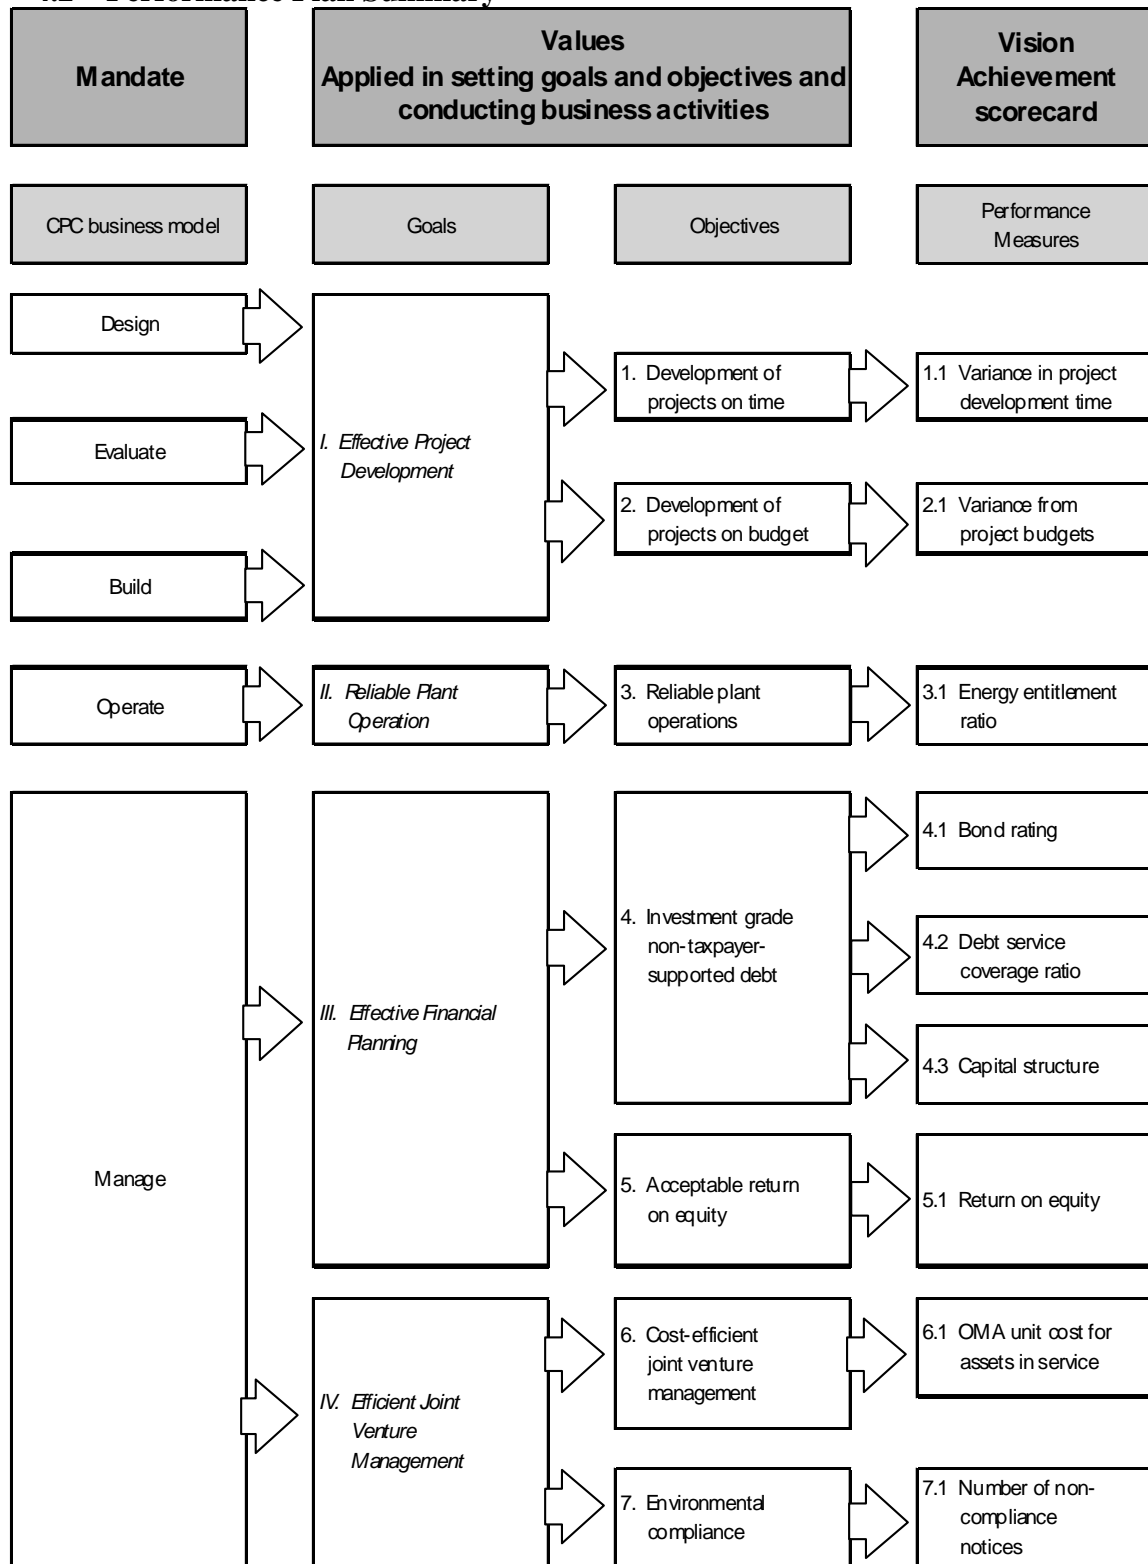 Performance Plan Summary
Mandate
Values
Applied in setting goals and objectives and
conducting business activities
Vision
Achievement
scorecard
CPC business model
Goals
Objectives
Performance
Measures
Design
Evaluate
Build
I. Effective Project
Development
1. Development of
projects on time
1.1 Variance in project
development time
2. Development of
projects on budget
2.1 Variance from
project budgets
Operate
II. Reliable Plant
Operation
3. Reliable plant
operations
3.1 Energy entitlement
ratio
Manage
III. Effective Financial
Planning
4. Investment grade
non-taxpayer-
supported debt
4.1 Bond rating
4.2 Debt service
coverage ratio
4.3 Capital structure
5. Acceptable return
on equity
5.1 Return on equity
IV. Efficient Joint
Venture
Management
6. Cost-efficient
joint venture
management
6.1 OMA unit cost for
assets in service
7. Environmental
compliance
7.1 Number of non-
compliance
notices